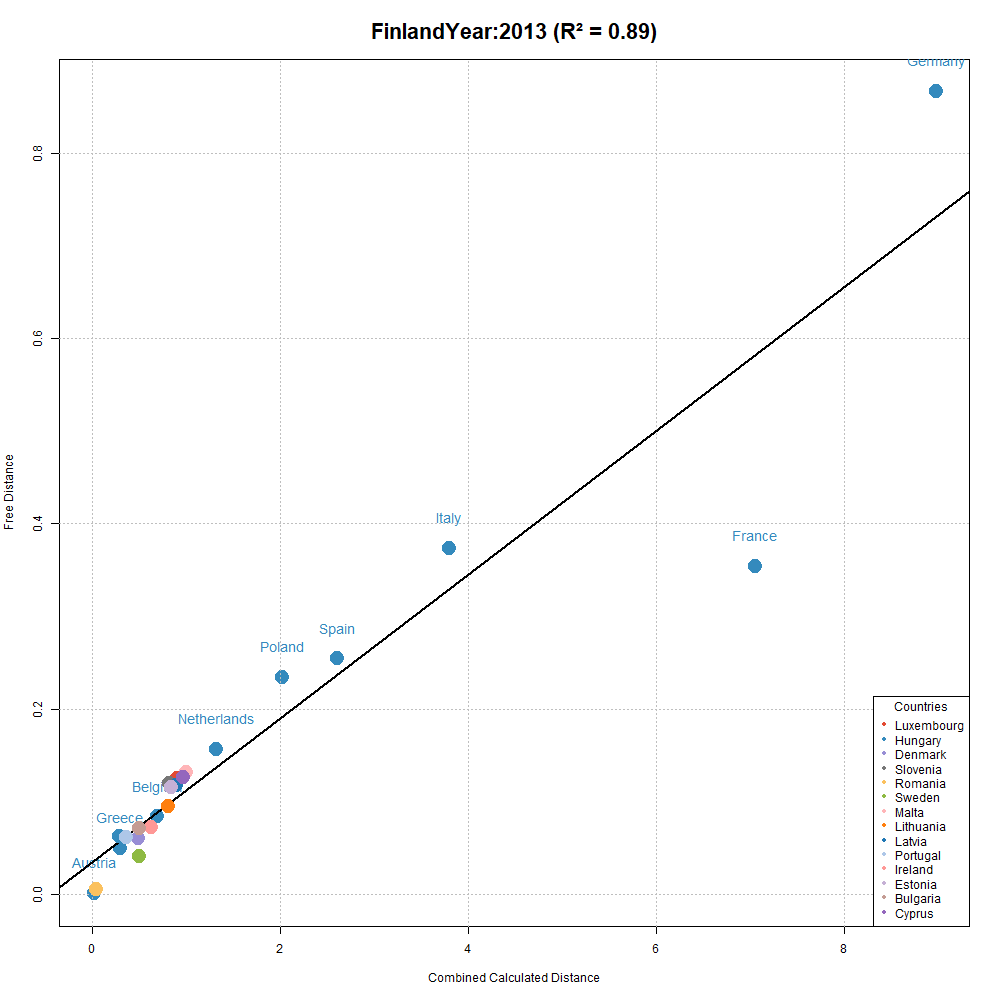 FinlandYear:2013 (R² = 0.89)
Germany
0.8
0.6
Free Distance
0.4
Italy
France
Spain
Poland
0.2
Netherlands
Greece
Austria
0.0
Countries
Luxembourg
Hungary
Denmark
Slovenia
Romania
Sweden
Malta
Lithuania
Latvia
Portugal
Ireland
Estonia
Bulgaria
Cyprus
0 2 4 6 8
Combined Calculated Distance